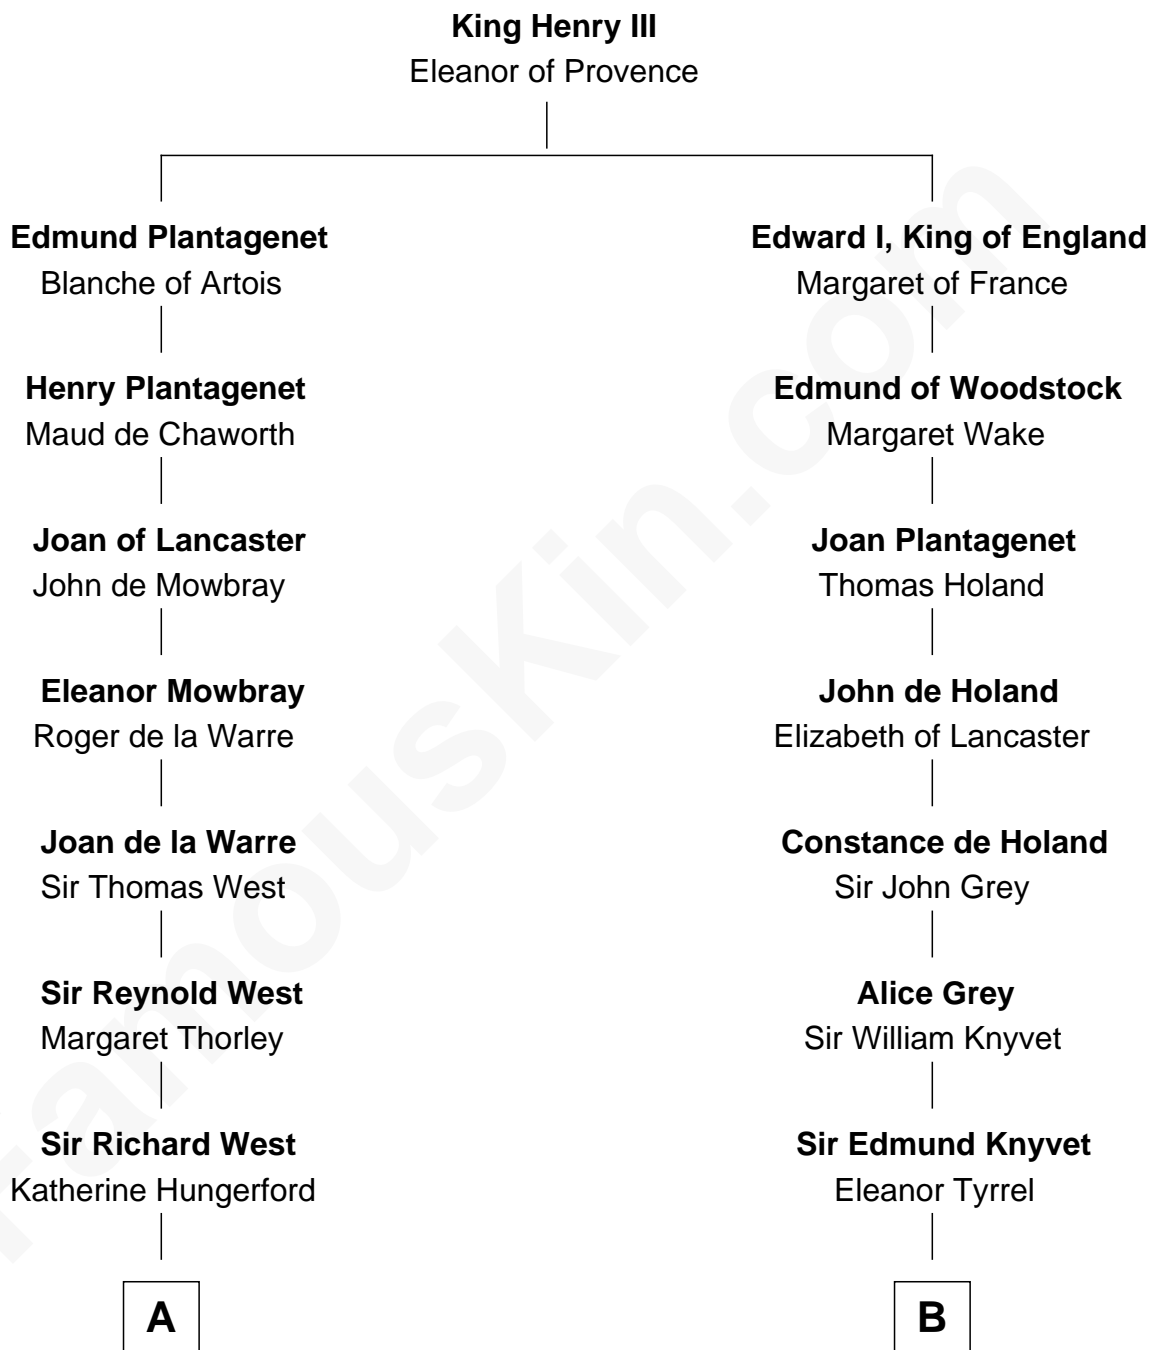 King Henry III
Eleanor of Provence
Edmund Plantagenet
Blanche of Artois
Henry Plantagenet
Maud de Chaworth
Joan of Lancaster
John de Mowbray
Eleanor Mowbray
Roger de la Warre
Joan de la Warre
Sir Thomas West
Sir Reynold West
Margaret Thorley
Sir Richard West
Katherine Hungerford
A
Edward I, King of England
Margaret of France
Edmund of Woodstock
Margaret Wake
Joan Plantagenet
Thomas Holand
John de Holand
Elizabeth of Lancaster
Constance de Holand
Sir John Grey
Alice Grey
Sir William Knyvet
Sir Edmund Knyvet
Eleanor Tyrrel
B
FamousKin.com